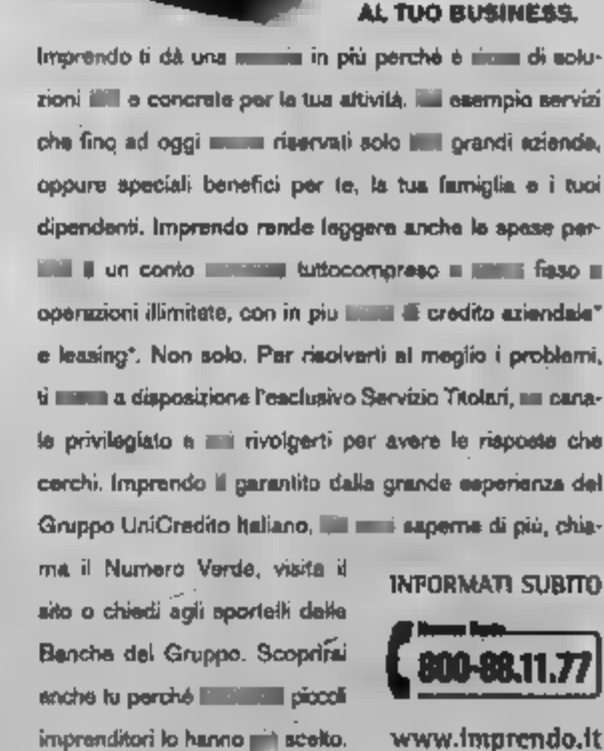 AL TUO BUSINESS.
Imprendo ti dà una in più perché è di solu-
zioni e concrete per la tua attività. esempio servizi
che fino ad oggi riservati solo grandi aziende,
oppure speciali benefici per te, la tua famiglia e i tuoi
dipendenti. Imprendo rende leggere anche le spese per-
un conto tuttocompreso fisso
operazioni illimitate, con in più credito aziendale*
e leasing*. Non solo. Per risolverti al meglio i problemi,
ti a disposizione l'esclusivo Servizio Titolari, cana-
le privilegiato a rivolgerti per avere le risposte che
cerchi. Imprendo garantito dalla grande esperienza del
Gruppo UniCredito Italiano, saperne di più, chia-
ma il Numero Verde, visita il
sito o chiedi agli sportelli delle
Banche del Gruppo. Scoprirai
anche tu perché piccoli
imprenditori lo hanno scelto.
INFORMATI SUBITO
Numero Verde
800-88.11.77
www.imprendo.it